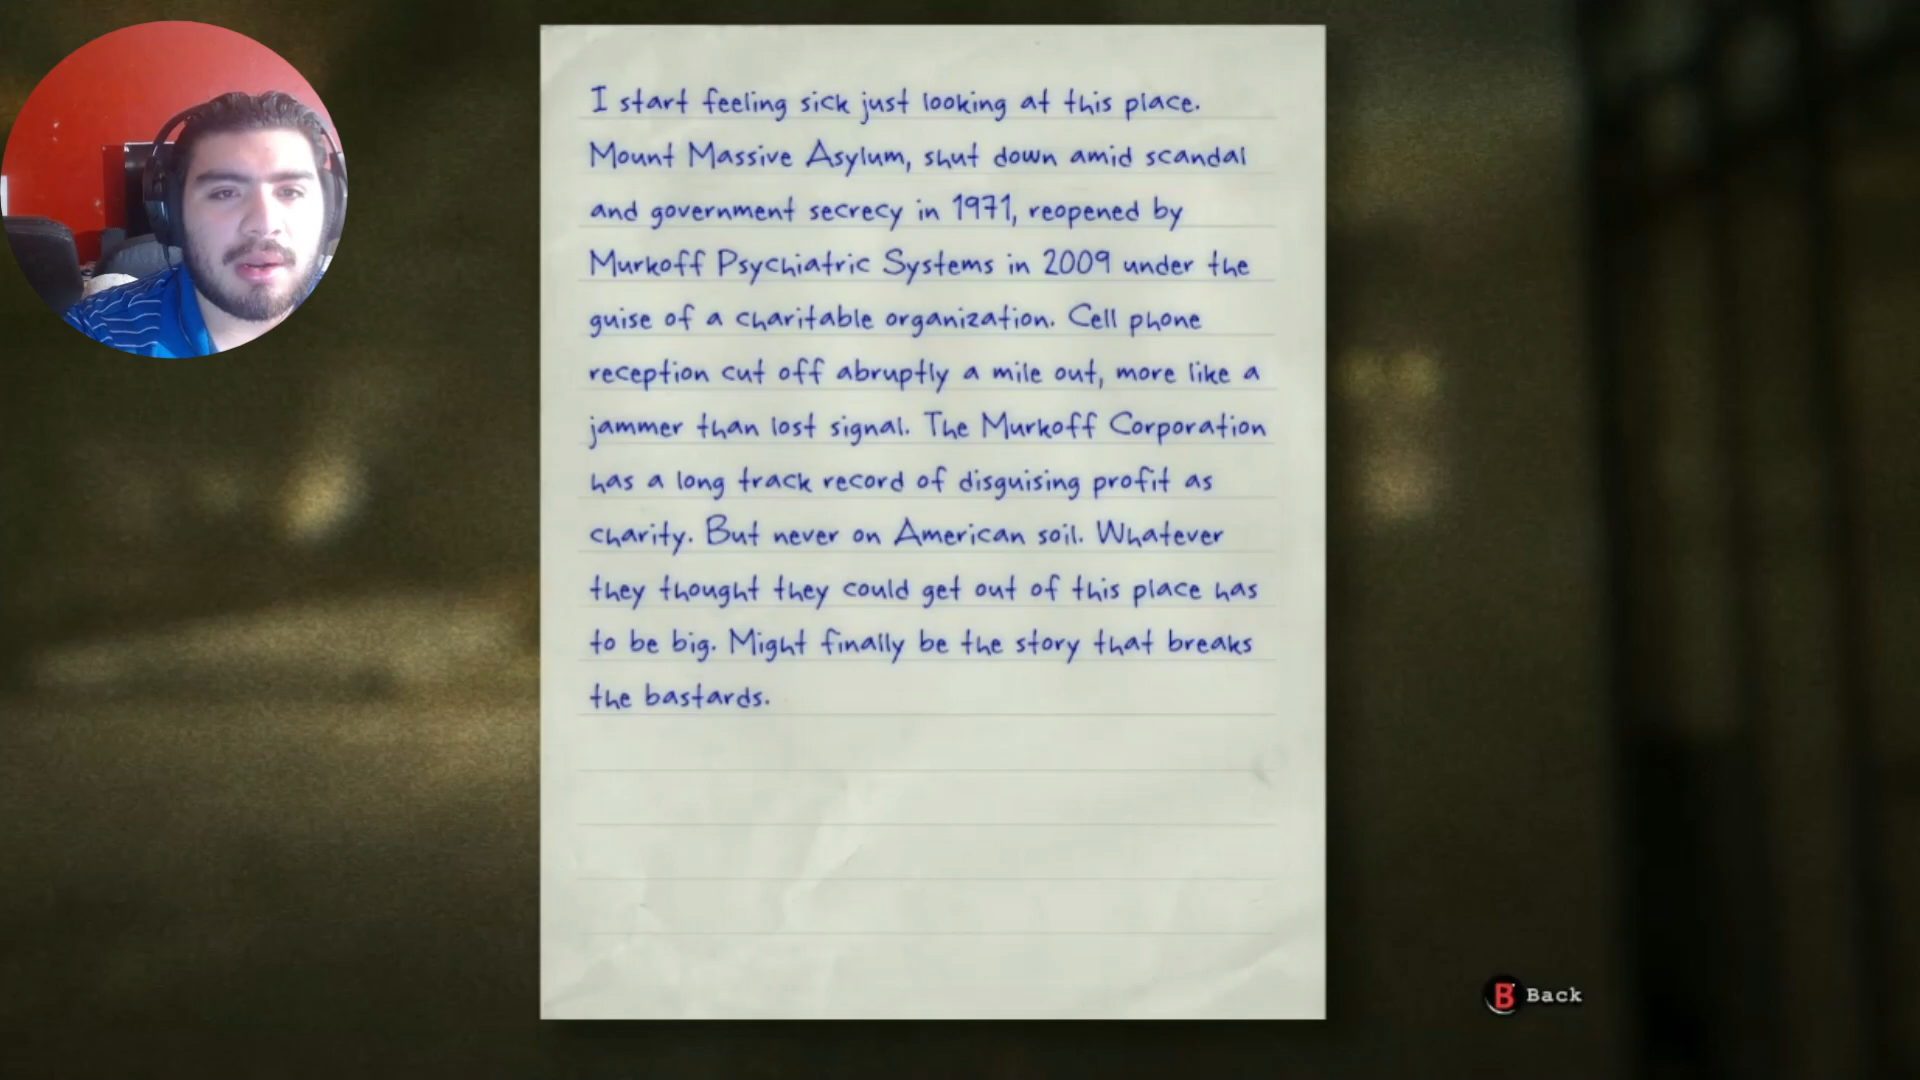 I start feeling sick just looking at this place.
Mount Massive Asylum, shut down amid scandal
and government secrecy in 1971, reopened by
Murkoff Psychiatric Systems in 2009 under the
guise of a charitable organization. Cell phone
reception cut off abruptly a mile out, more like a
jammer than lost signal. The Murkoff Corporation
has a long track record of disguising profit as
charity. But never on American soil. Whatever
they thought they could get out of this place has
to be big. Might finally be the story that breaks
the bastards.
B Back